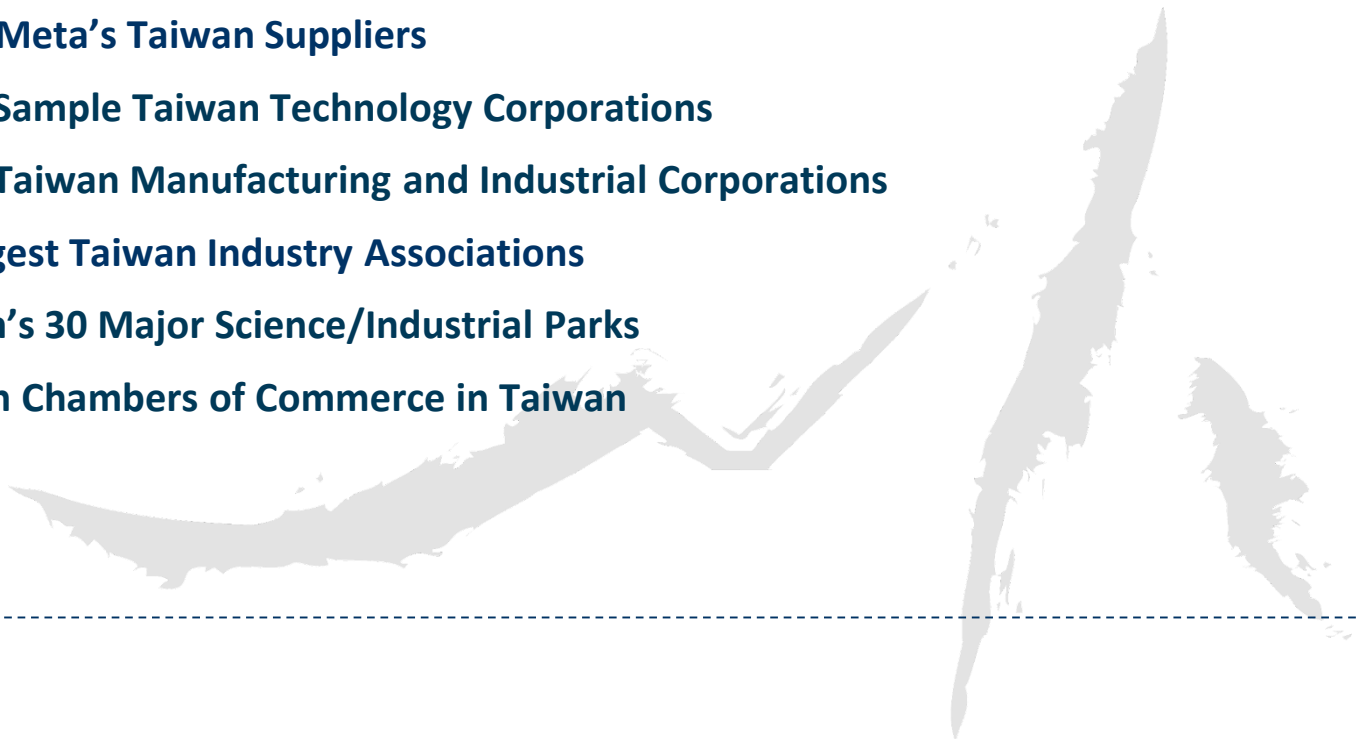 Meta’s Taiwan Suppliers
Sample Taiwan Technology Corporations
Taiwan Manufacturing and Industrial Corporations
gest Taiwan Industry Associations
n’s 30 Major Science/Industrial Parks
n Chambers of Commerce in Taiwan